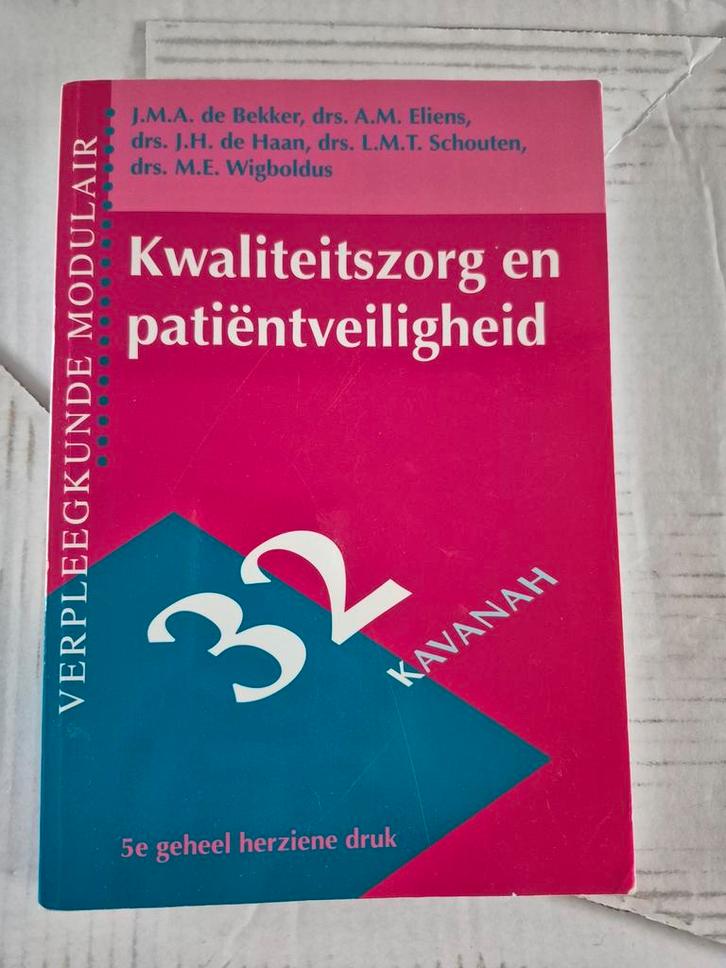 J.M.A. de Bekker, drs. A.M. Eliens,
drs. J.H. de Haan, drs. L.M.T. Schouten,
drs. M.E. Wigboldus
VERPLEEGKUNDE MODULAIR
Kwaliteitszorg en
patiëntveiligheid
32
KAVANAH
5e geheel herziene druk